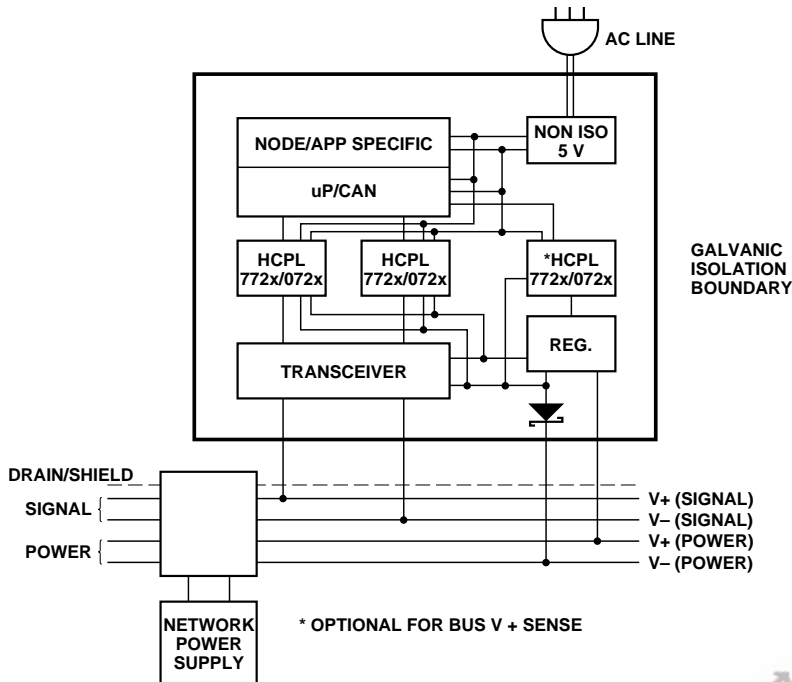 AC LINE
NODE/APP SPECIFIC
NON ISO
5 V
uP/CAN
HCPL
772x/072x
HCPL
772x/072x
*HCPL
772x/072x
GALVANIC
ISOLATION
BOUNDARY
TRANSCEIVER
REG.
DRAIN/SHIELD
SIGNAL
POWER
V+ (SIGNAL)
V– (SIGNAL)
V+ (POWER)
V– (POWER)
NETWORK
POWER
SUPPLY
* OPTIONAL FOR BUS V + SENSE